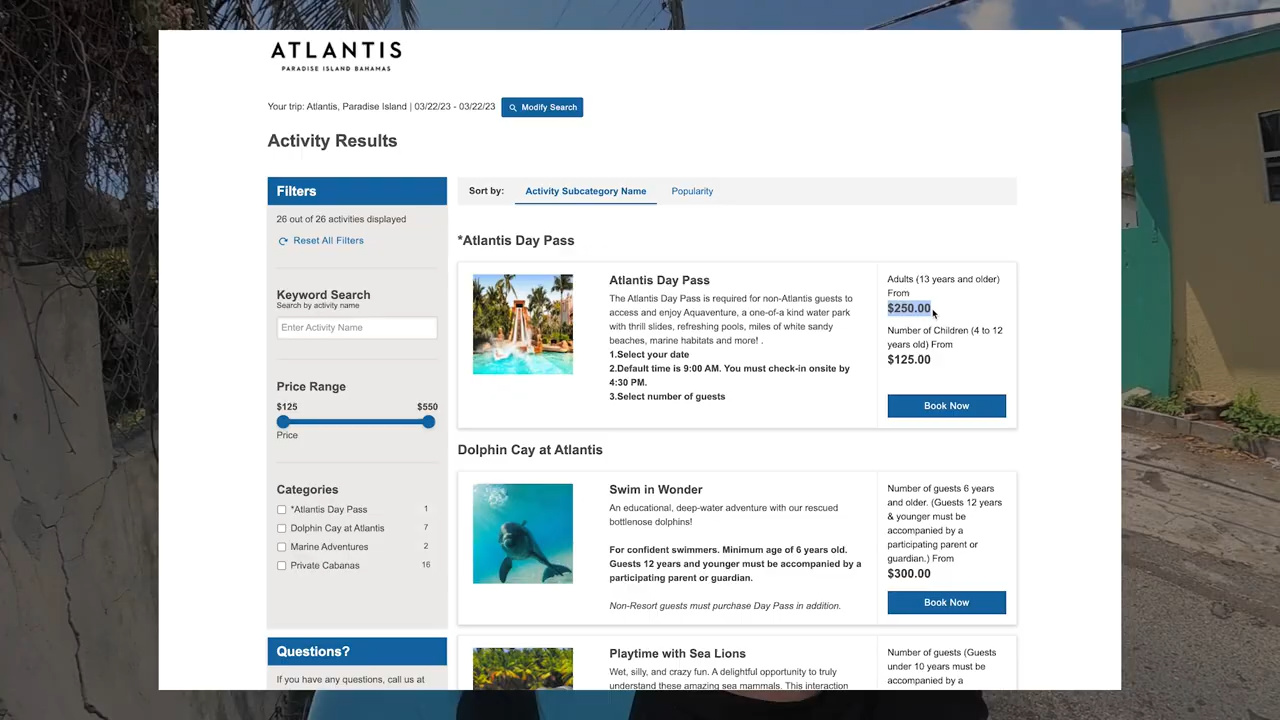 ATLANTIS
PARADISE ISLAND BAHAMAS
Your trip: Atlantis, Paradise Island | 03/22/23 - 03/22/23
Modify Search
Activity Results
Filters
26 out of 26 activities displayed
Reset All Filters
Keyword Search
Search by activity name
Enter Activity Name
Price Range
$125 $550
Price
Categories
*Atlantis Day Pass 1
Dolphin Cay at Atlantis 7
Marine Adventures 2
Private Cabanas 16
Questions?
If you have any questions, call us at
Sort by: Activity Subcategory Name Popularity
*Atlantis Day Pass
Atlantis Day Pass
The Atlantis Day Pass is required for non-Atlantis guests to
access and enjoy Aquaventure, a one-of-a kind water park
with thrill slides, refreshing pools, miles of white sandy
beaches, marine habitats and more! .
1.Select your date
2.Default time is 9:00 AM. You must check-in onsite by
4:30 PM.
3.Select number of guests
Adults (13 years and older)
From
$250.00
Number of Children (4 to 12
years old) From
$125.00
Book Now
Dolphin Cay at Atlantis
Swim in Wonder
An educational, deep-water adventure with our rescued
bottlenose dolphins!
For confident swimmers. Minimum age of 6 years old.
Guests 12 years and younger must be accompanied by a
participating parent or guardian.
Non-Resort guests must purchase Day Pass in addition.
Number of guests 6 years
and older. (Guests 12 years
& younger must be
accompanied by a
participating parent or
guardian.) From
$300.00
Book Now
Playtime with Sea Lions
Wet, silly, and crazy fun. A delightful opportunity to truly
understand these amazing sea mammals. This interaction
Number of guests (Guests
under 10 years must be
accompanied by a